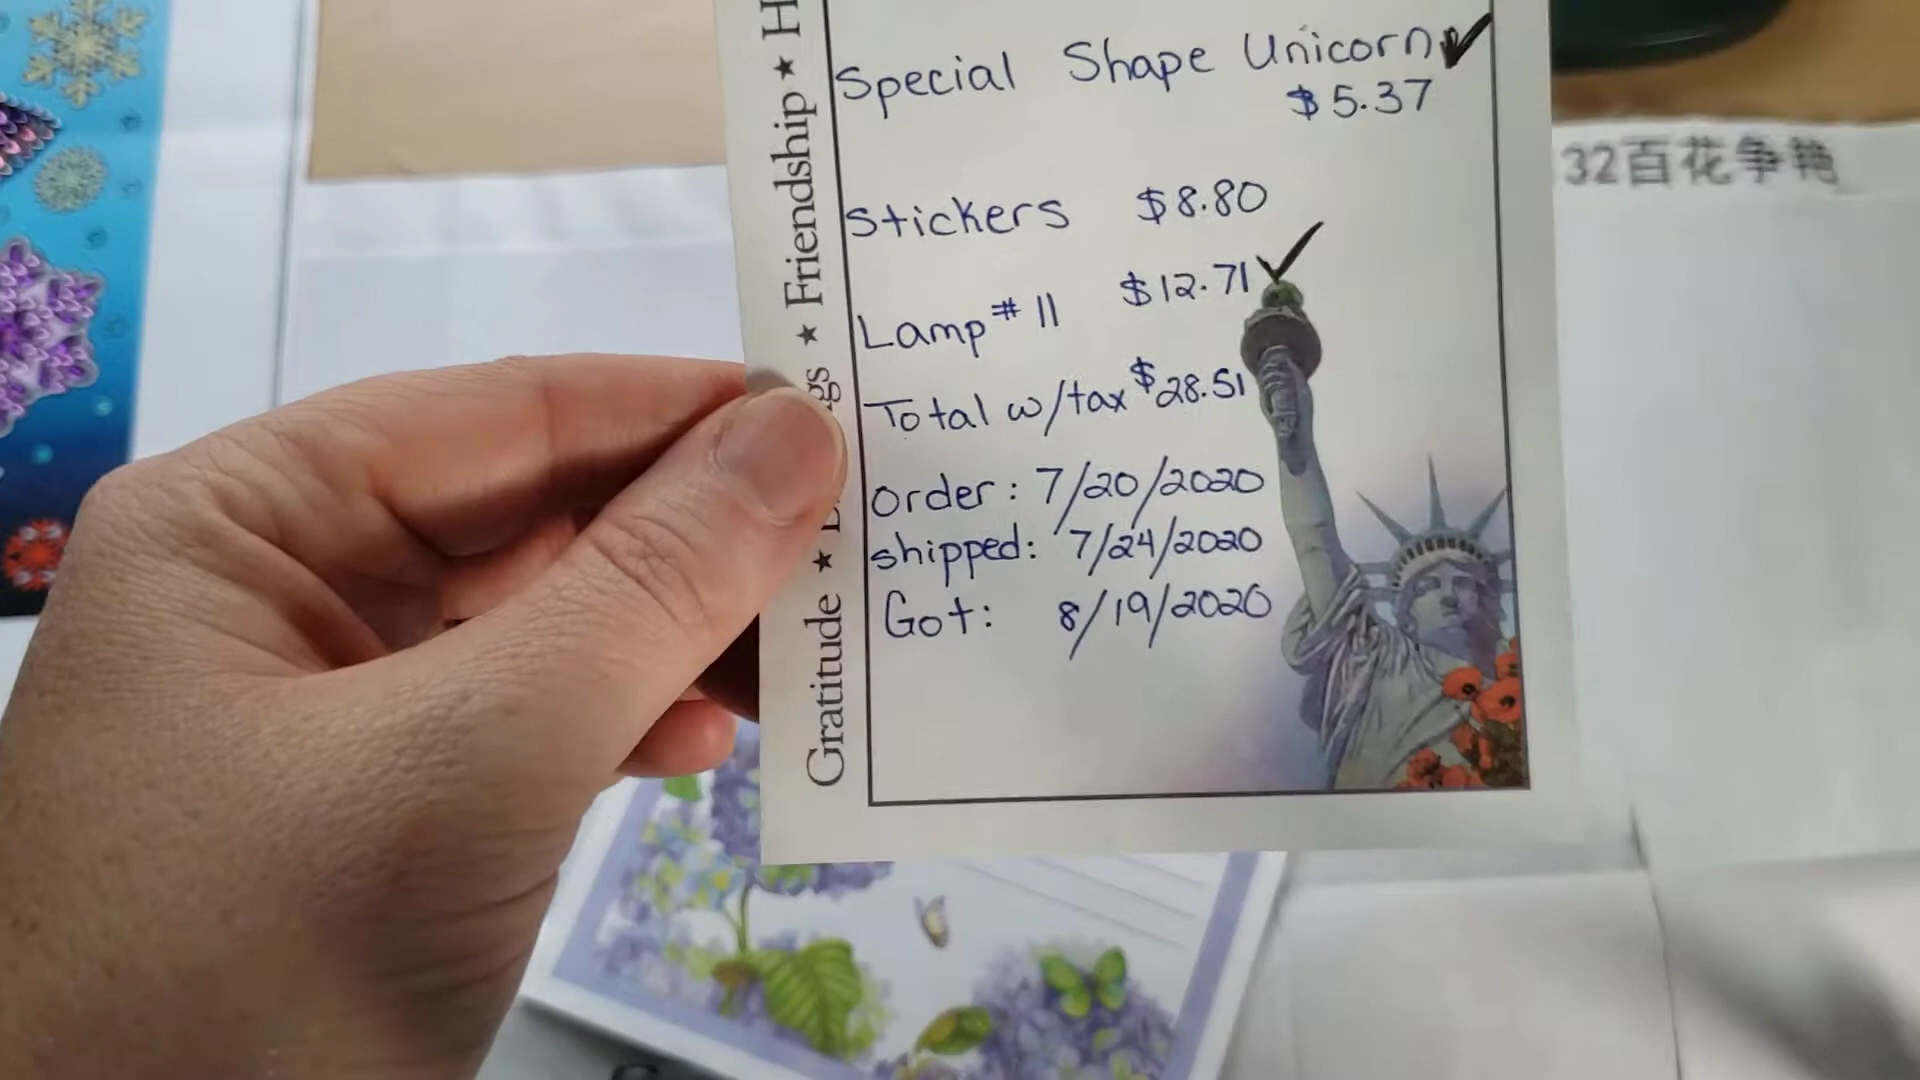 Special Shape Unicorn
$5.37
Stickers $8.80
Lamp #11 $12.71
Total w/tax $28.51
Order: 7/20/2020
shipped: 7/24/2020
Got: 8/19/2020
Gratitude ★ ★ Friendship ★ H
32百花争艳